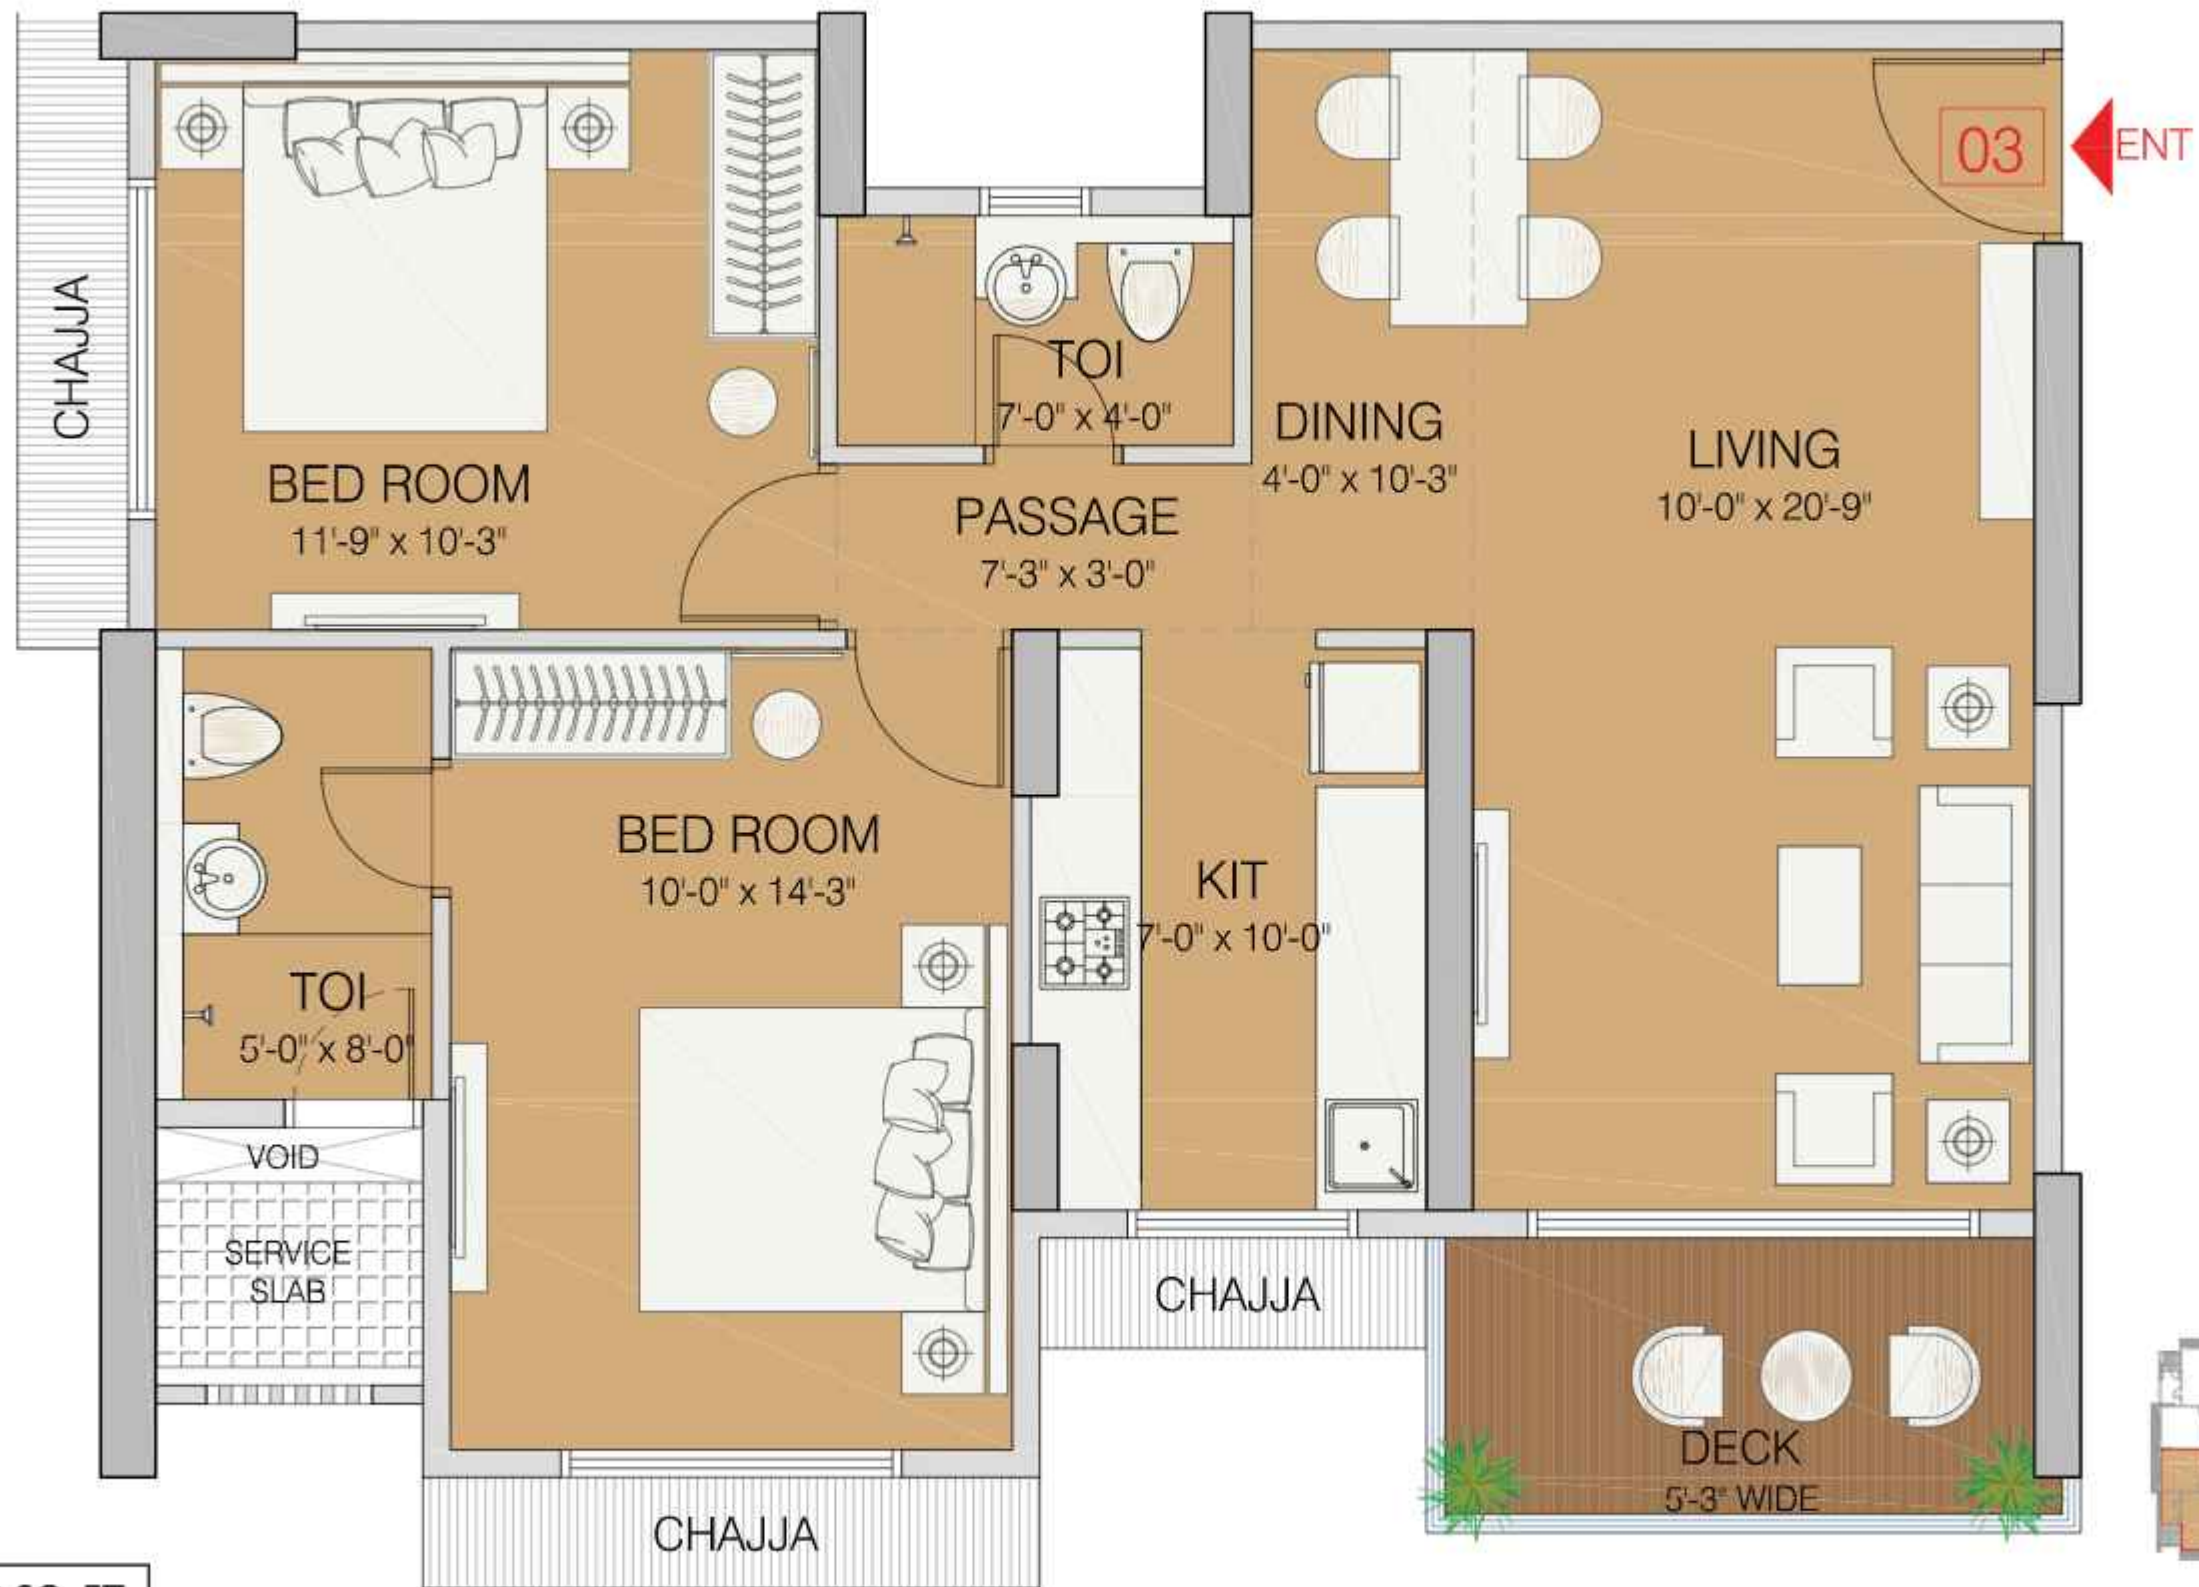 03
ENT
CHAJJA
TOI
7'-0" x 4'-0"
DINING
4'-0" x 10'-3"
LIVING
10'-0" x 20'-9"
BED ROOM
11'-9" x 10'-3"
PASSAGE
7'-3" x 3'-0"
BED ROOM
10'-0" x 14'-3"
KIT
7'-0" x 10'-0"
TOI
5'-0" x 8'-0"
VOID
SERVICE
SLAB
CHAJJA
DECK
5'-3" WIDE
CHAJJA